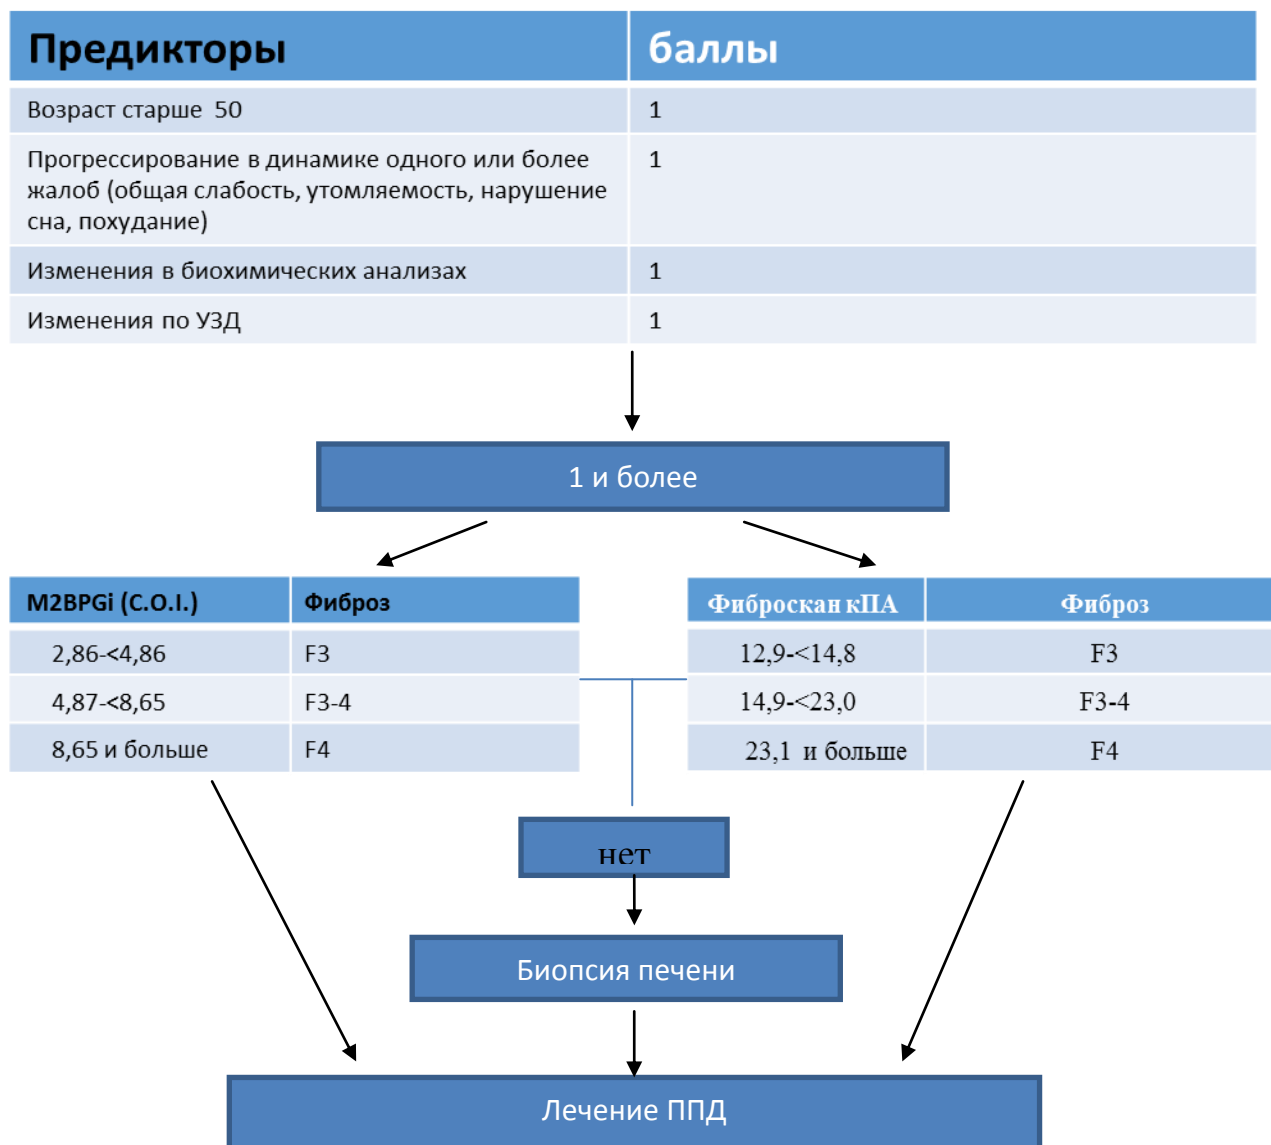 Предикторы баллы
Возраст старше 50 1
Прогрессирование в динамике одного или более 1
жалоб (общая слабость, утомляемость, нарушение
сна, похудание)
Изменения в биохимических анализах 1
Изменения по УЗД 1
1 и более
M2BPGi (C.O.I.) Фиброз
2,86-<4,86 F3
4,87-<8,65 F3-4
8,65 и больше F4
Фиброскан кПА Фиброз
12,9-<14,8 F3
14,9-<23,0 F3-4
23,1 и больше F4
нет
Биопсия печени
Лечение ППД